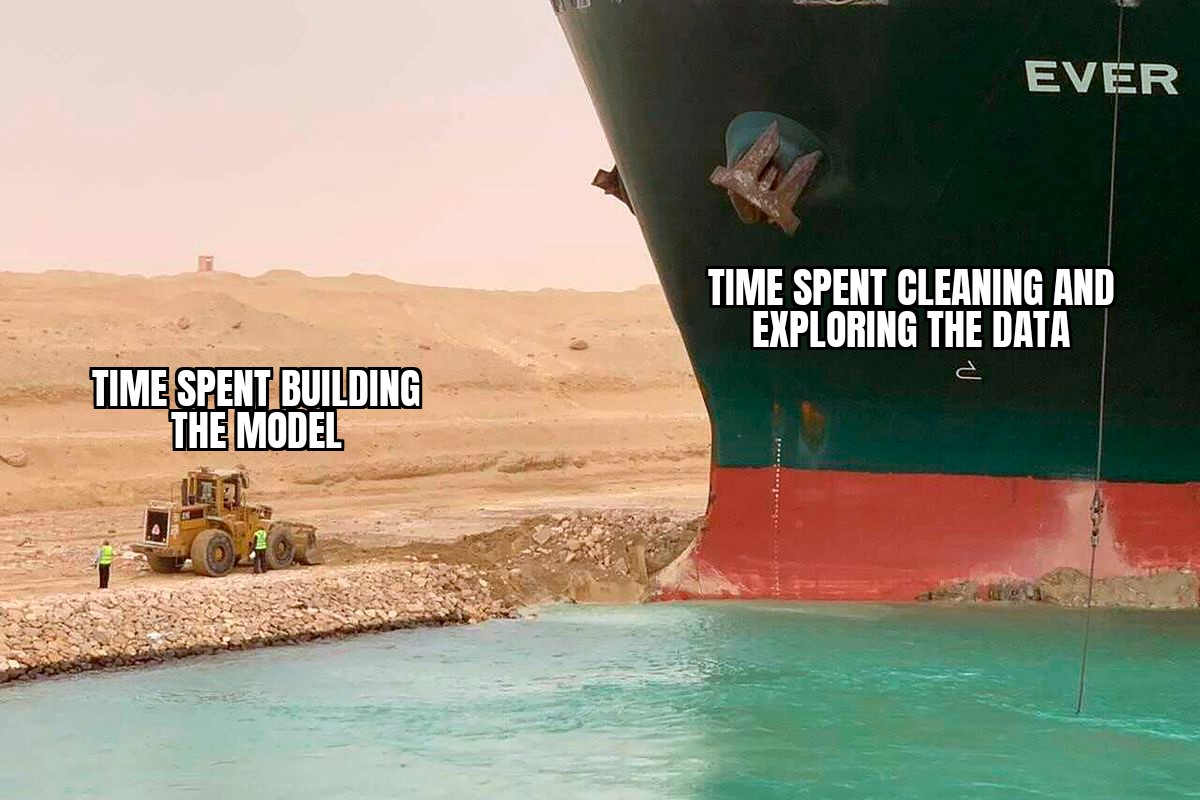 EVER
TIME SPENT CLEANING AND
EXPLORING THE DATA
TIME SPENT BUILDING
THE MODEL